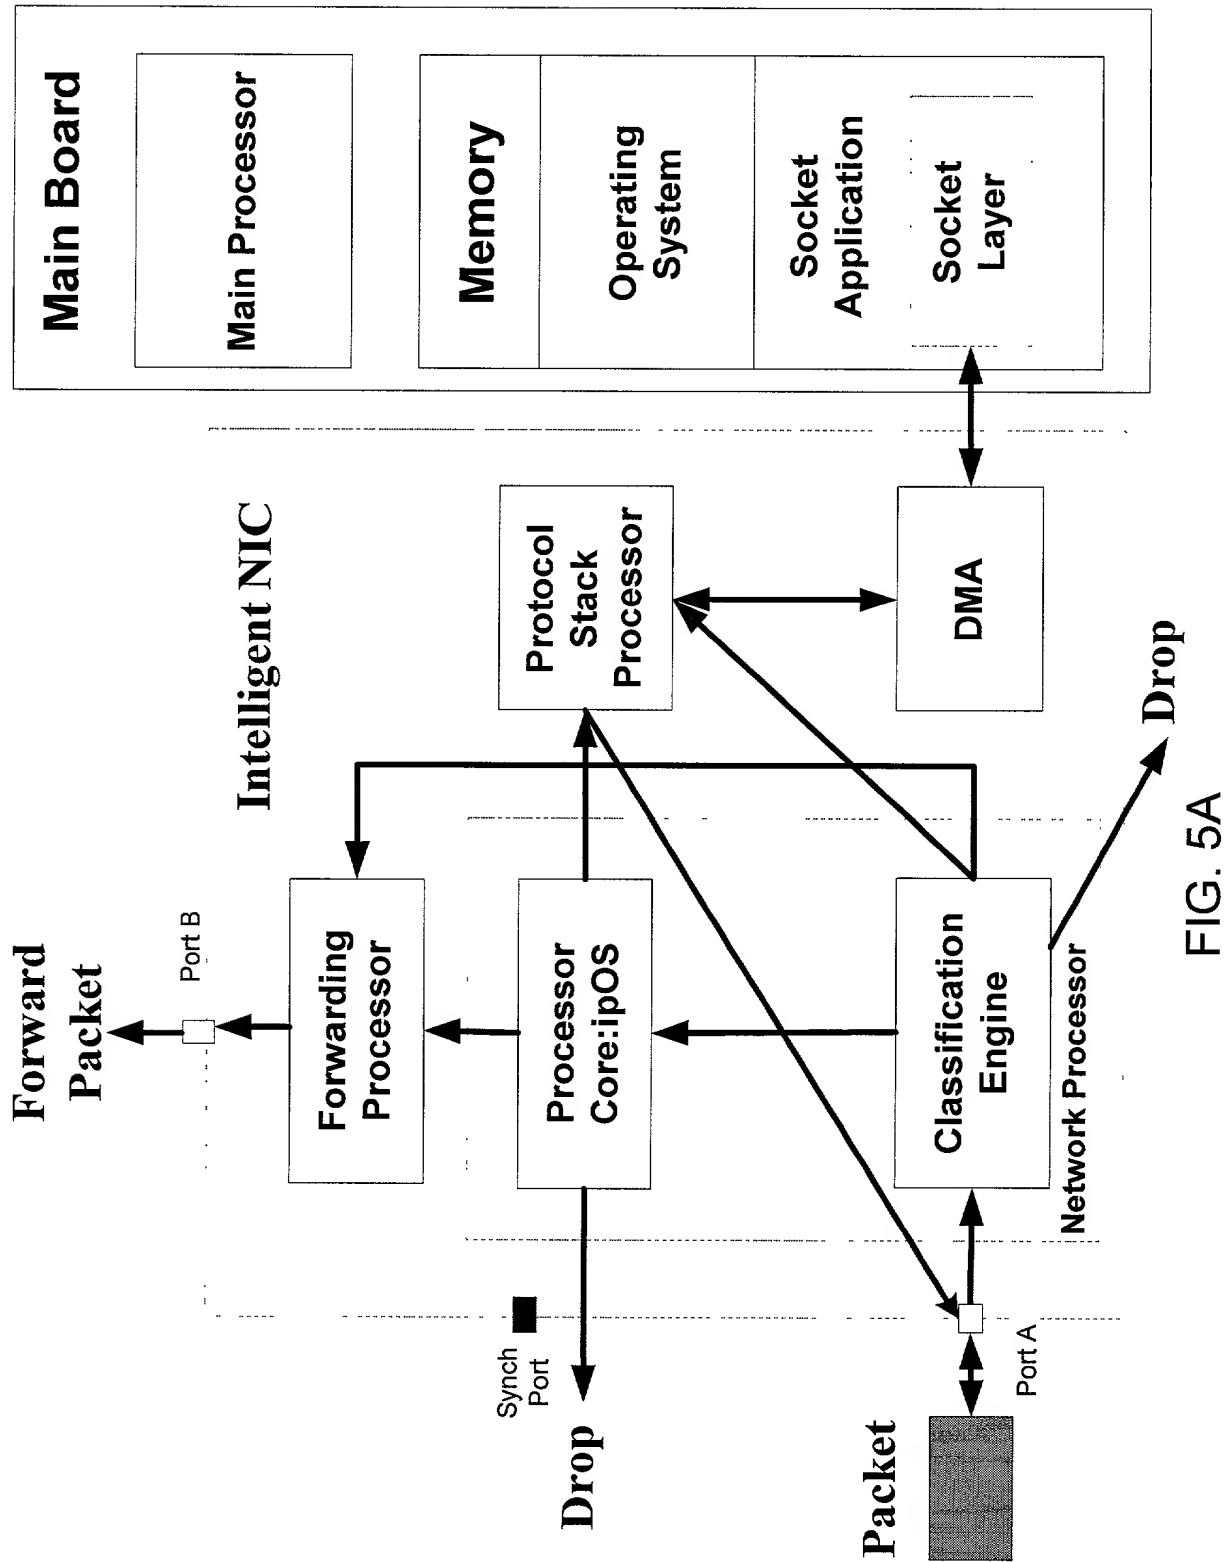 Forward
Packet
Port B
Intelligent NIC
Main Board
Main Processor
Forwarding
Processor
Synch
Port
Drop
Processor
Core:ipOS
Protocol
Stack
Processor
Memory
Operating
System
Socket
Application
Socket
Layer
Packet
Port A
Classification
Engine
Network Processor
DMA
Drop
FIG. 5A